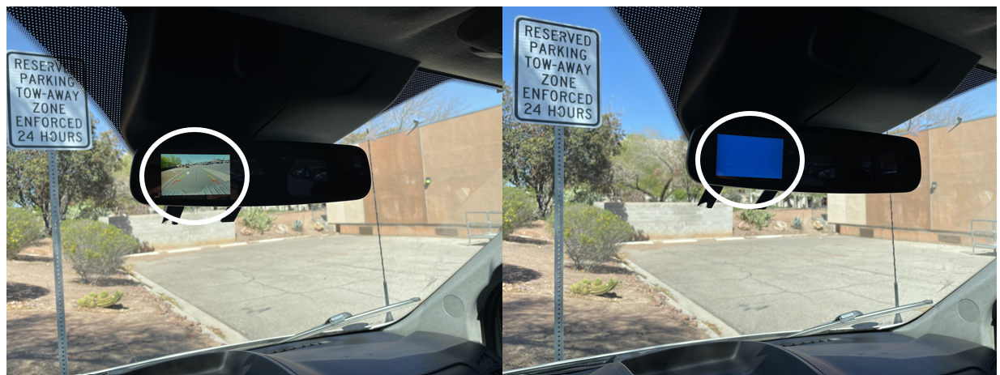 RESERVED
PARKING
TOW-AWAY
ZONE
ENFORCED
24 HOURS
RESERVED
PARKING
TOW-AWAY
ZONE
ENFORCED
24 HOURS